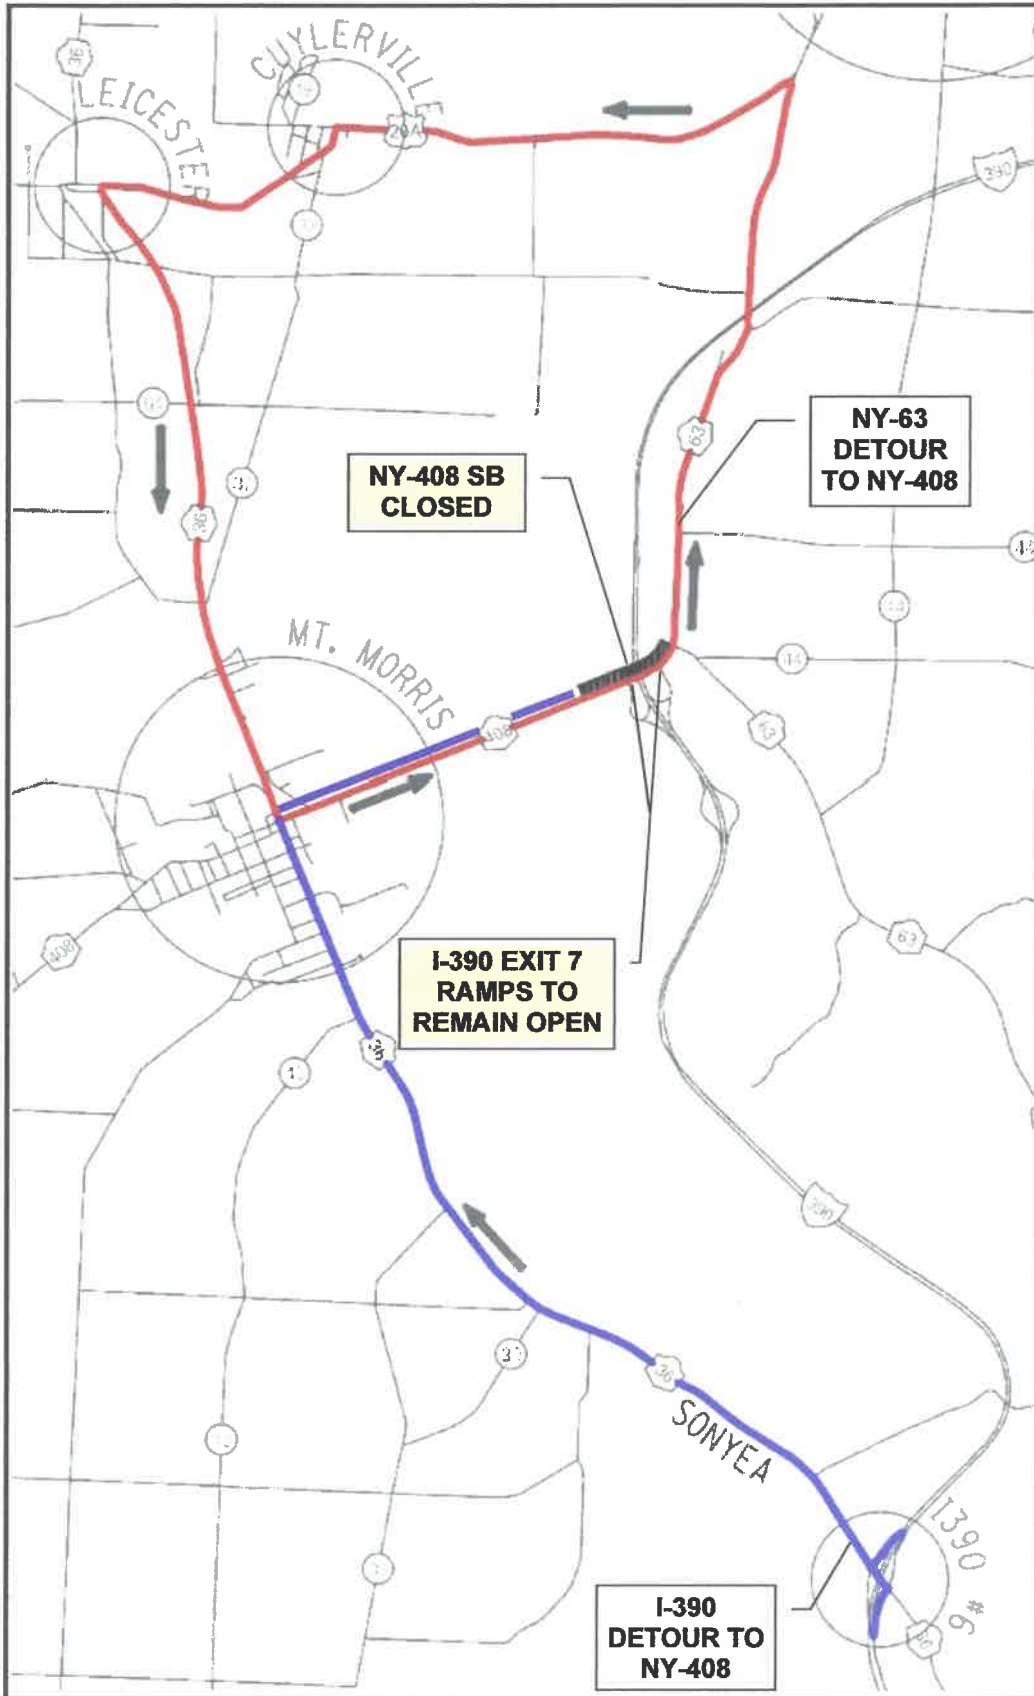 36
CUYLERVILLE
LEICESTER
20A
390
NY-63
DETOUR
TO NY-408
63
NY-408 SB
CLOSED
36
MT. MORRIS
44
44
63
408
408
63
I-390 EXIT 7
RAMPS TO
REMAIN OPEN
36
390
36
SONYEA
I390 #6
36
I-390
DETOUR TO
NY-408